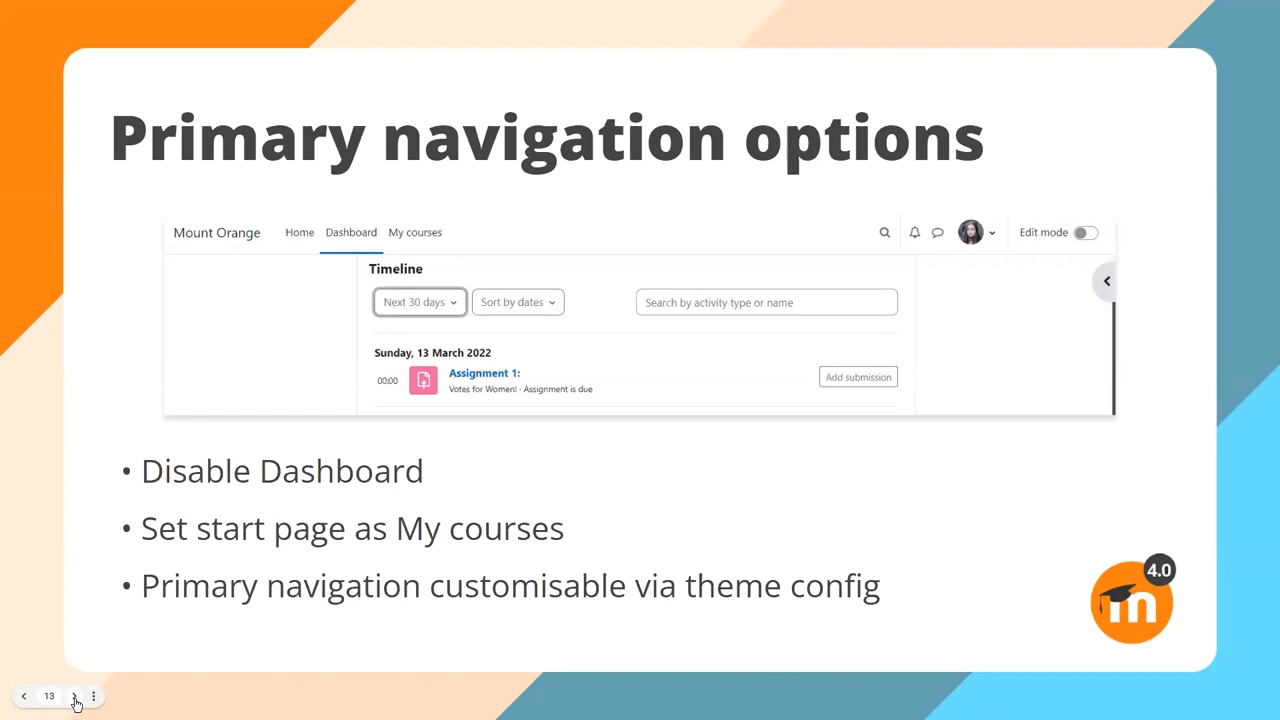 Primary navigation options
Mount Orange Home Dashboard My courses Edit mode
Timeline
Next 30 days Sort by dates Search by activity type or name
Sunday, 13 March 2022
00:00 Assignment 1: Add submission
Votes for Women! · Assignment is due
• Disable Dashboard
• Set start page as My courses
• Primary navigation customisable via theme config
4.0
m
13